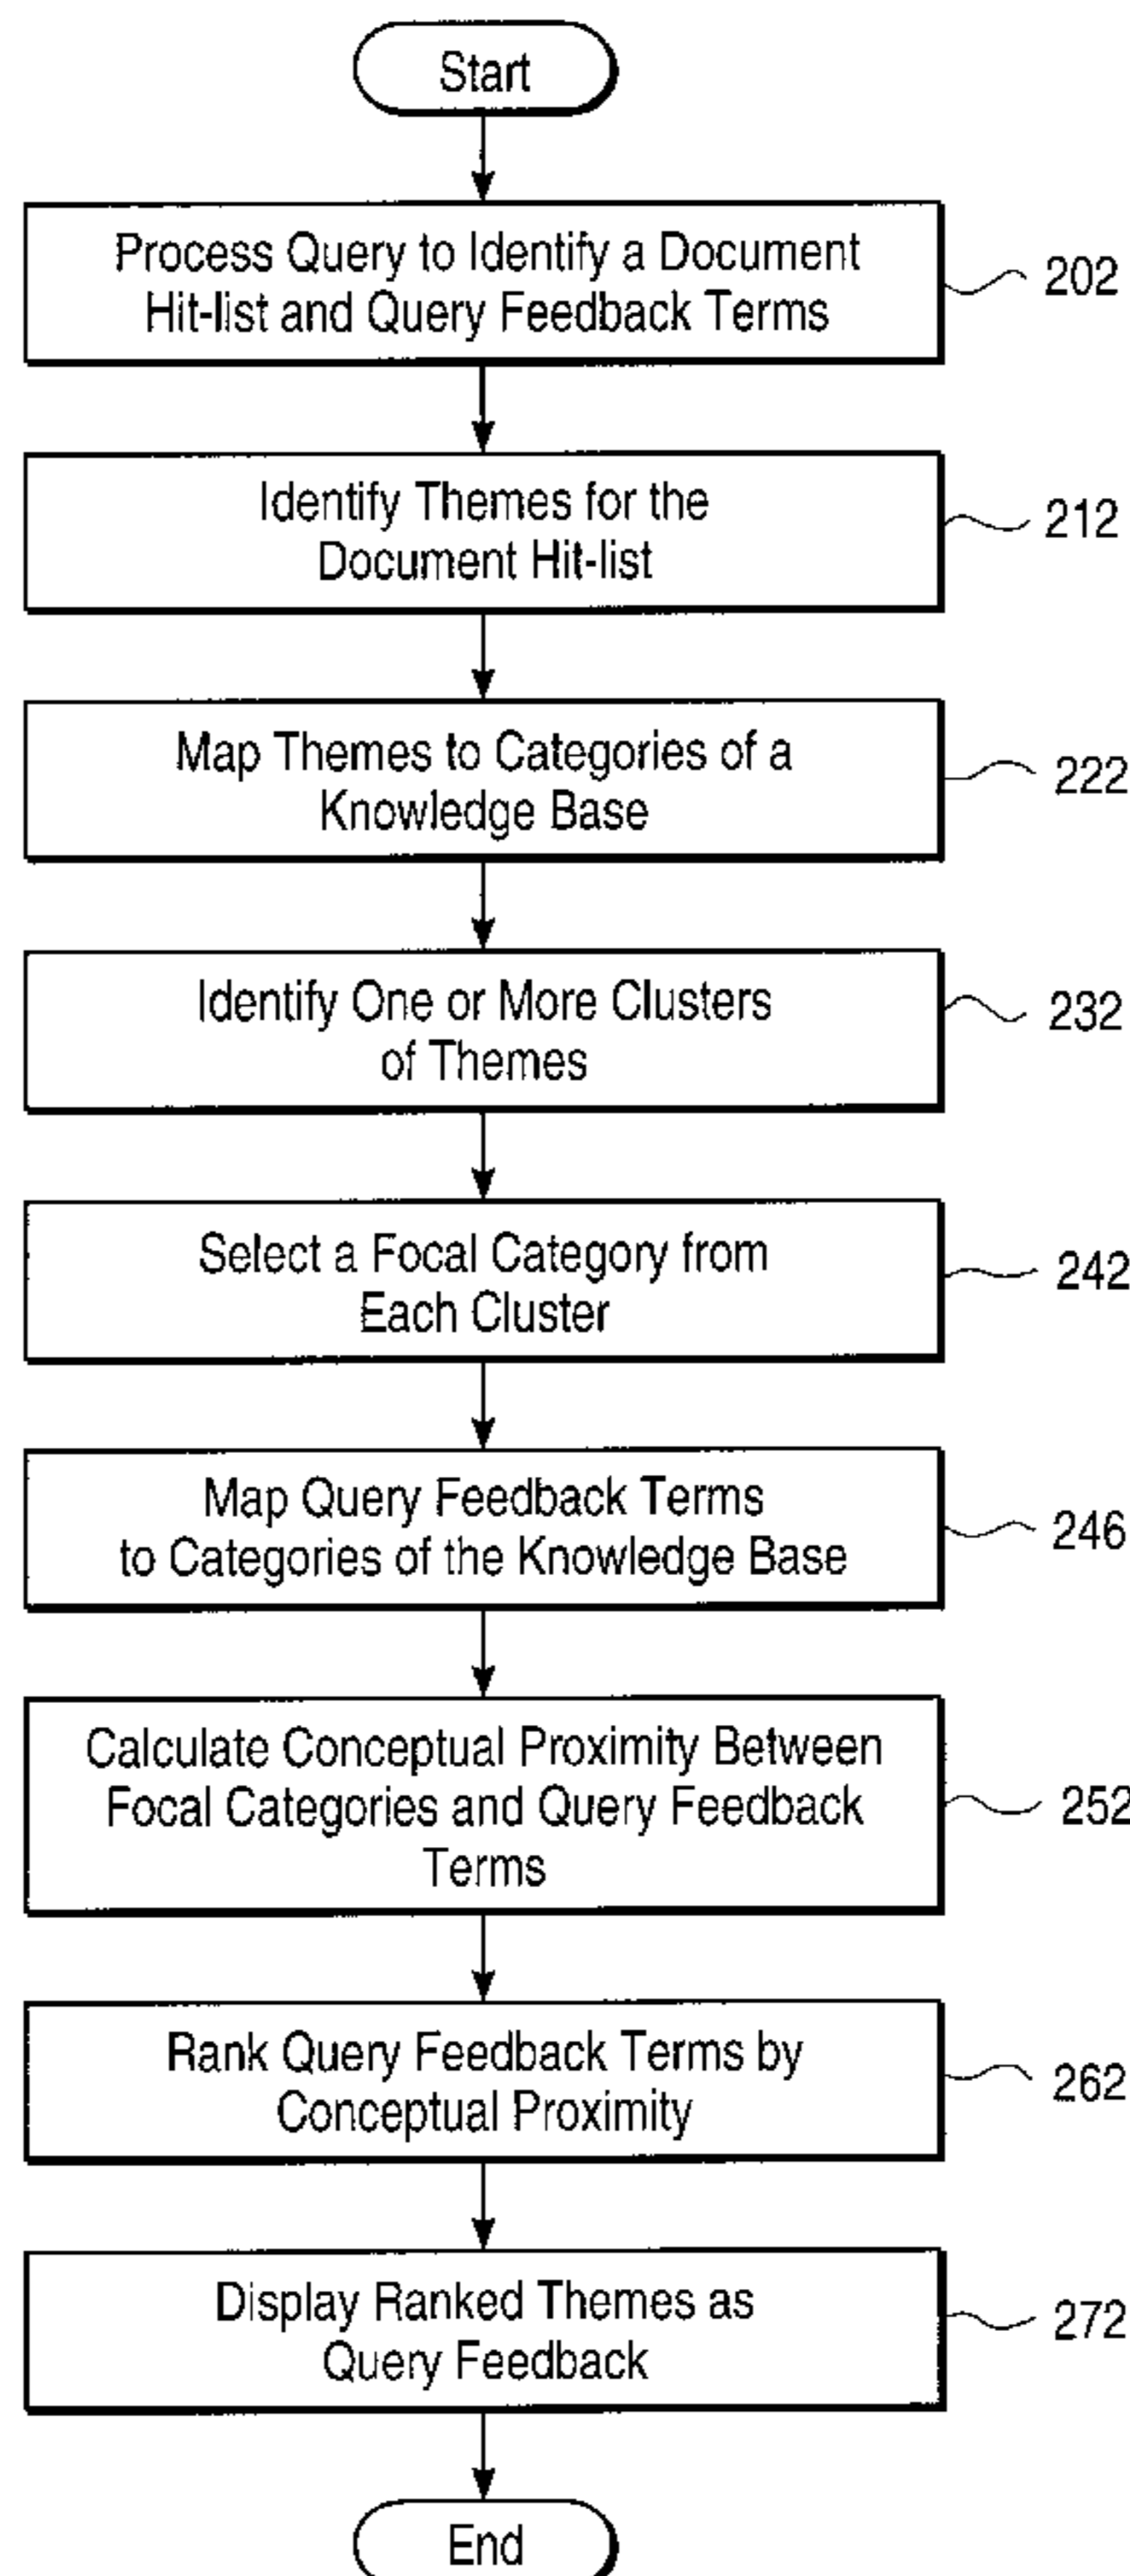 Start
Process Query to Identify a Document
Hit-list and Query Feedback Terms
202
Identify Themes for the
Document Hit-list
212
Map Themes to Categories of a
Knowledge Base
222
Identify One or More Clusters
of Themes
232
Select a Focal Category from
Each Cluster
242
Map Query Feedback Terms
to Categories of the Knowledge Base
246
Calculate Conceptual Proximity Between
Focal Categories and Query Feedback
Terms
252
Rank Query Feedback Terms by
Conceptual Proximity
262
Display Ranked Themes as
Query Feedback
272
End